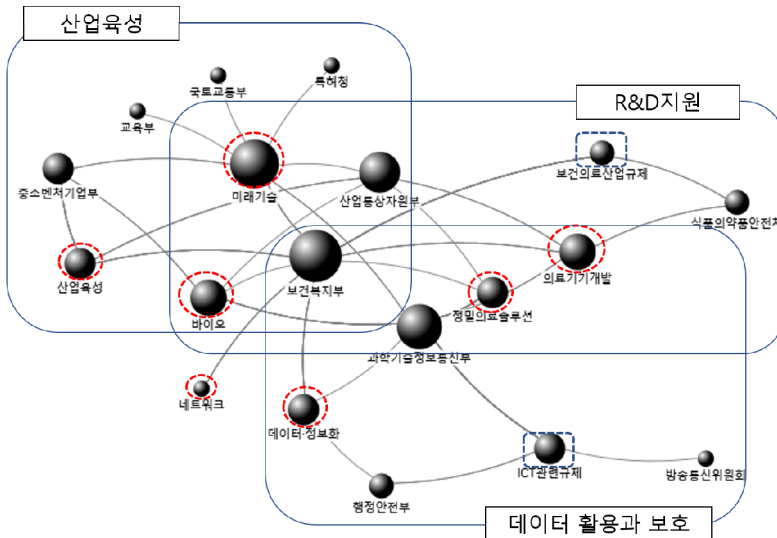 산업육성
국토교통부
특허청
R&D지원
교육부
중소벤처기업부
미래기술
산업통상자원부
보건의료산업규제
식품의약품안전처
산업육성
바이오
보건복지부
의료기기개발
정밀의료솔루션
과학기술정보통신부
네트워크
데이터·정보화
ICT관련규제
방송통신위원회
행정안전부
데이터 활용과 보호